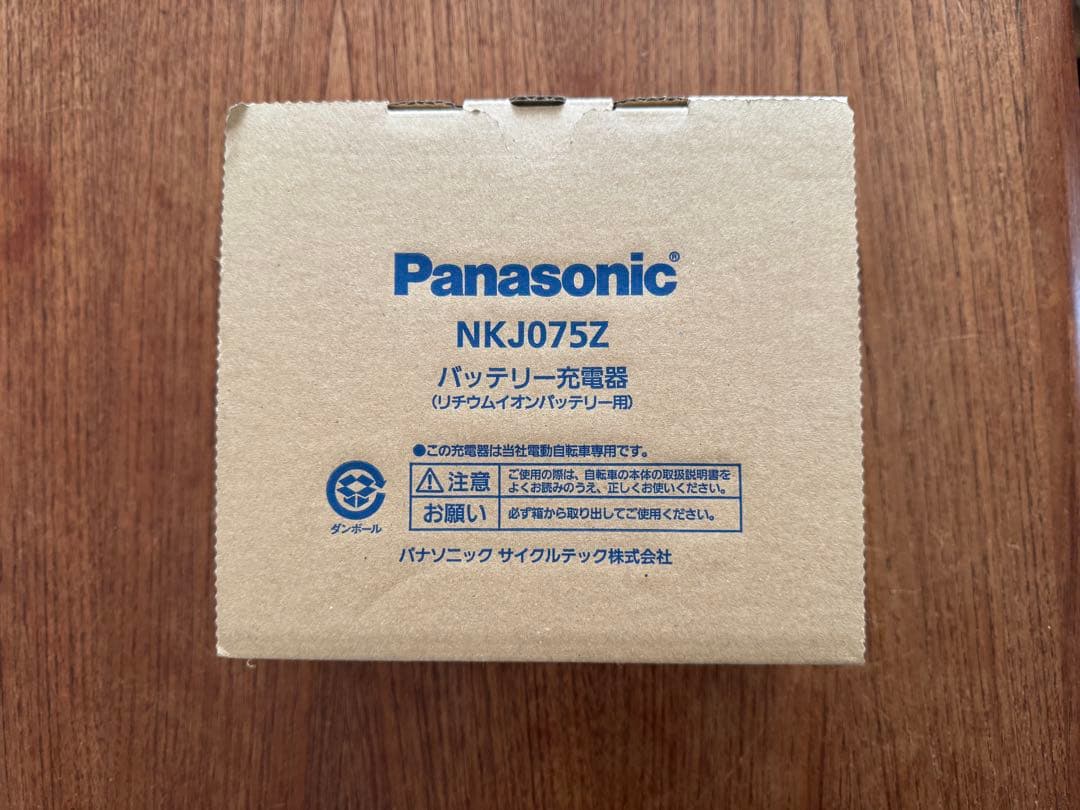 Panasonic®
NKJ075Z
バッテリー充電器
(リチウムイオンバッテリー用)
●この充電器は当社電動自転車専用です。
注意 ご使用の際は、自転車の本体の取扱説明書を
よくお読みのうえ、正しくお使いください。
お願い 必ず箱から取り出してご使用ください。
ダンボール
パナソニック サイクルテック株式会社